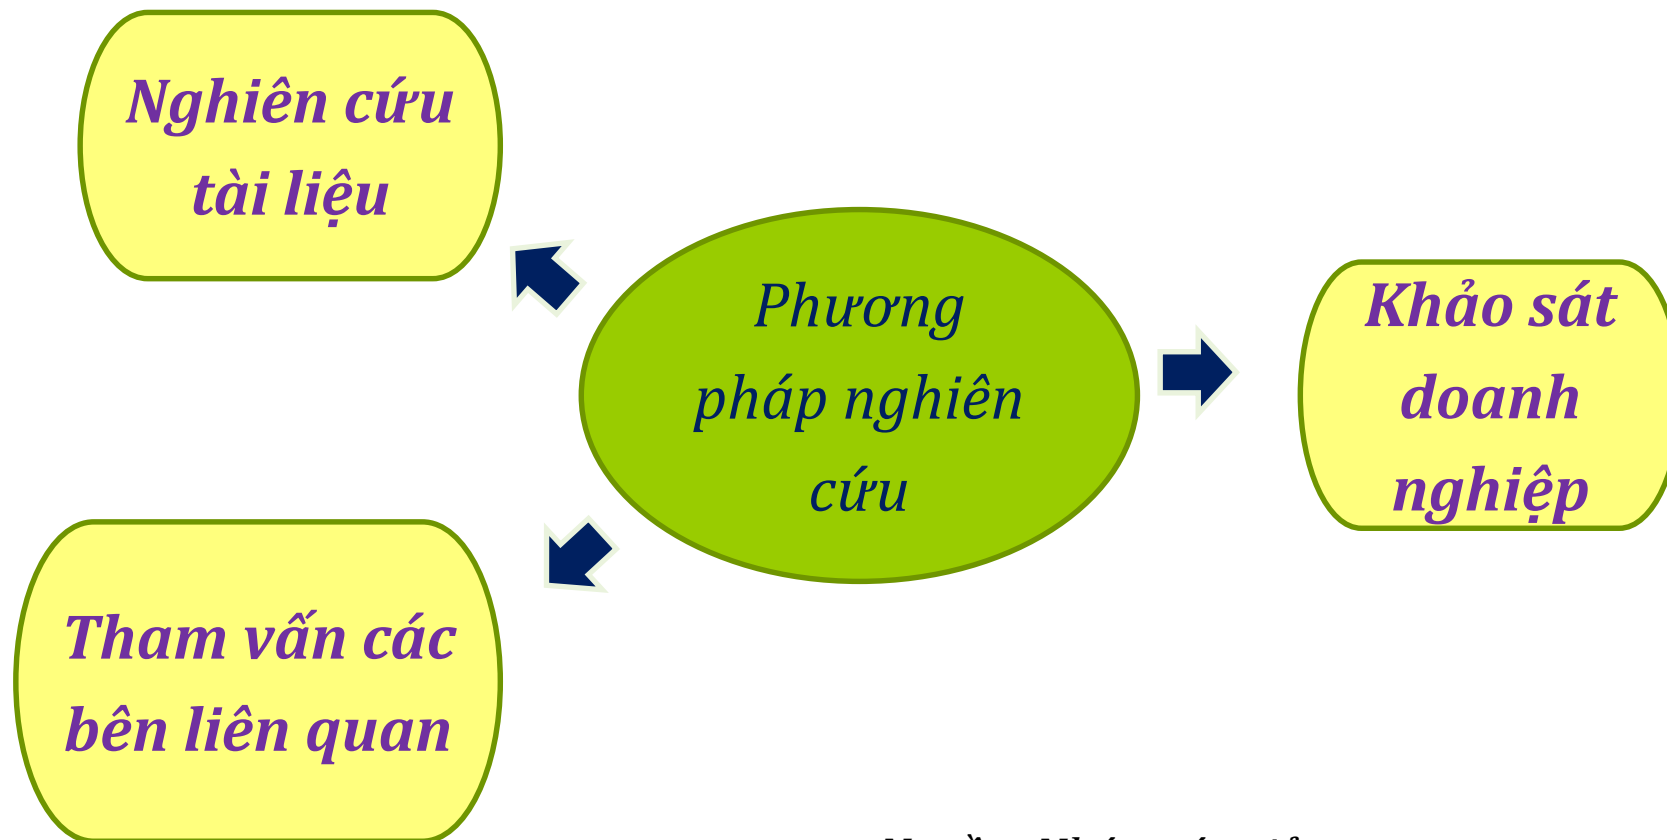 Nghiên cứu
tài liệu
Phương
pháp nghiên
cứu
Khảo sát
doanh
nghiệp
Tham vấn các
bên liên quan